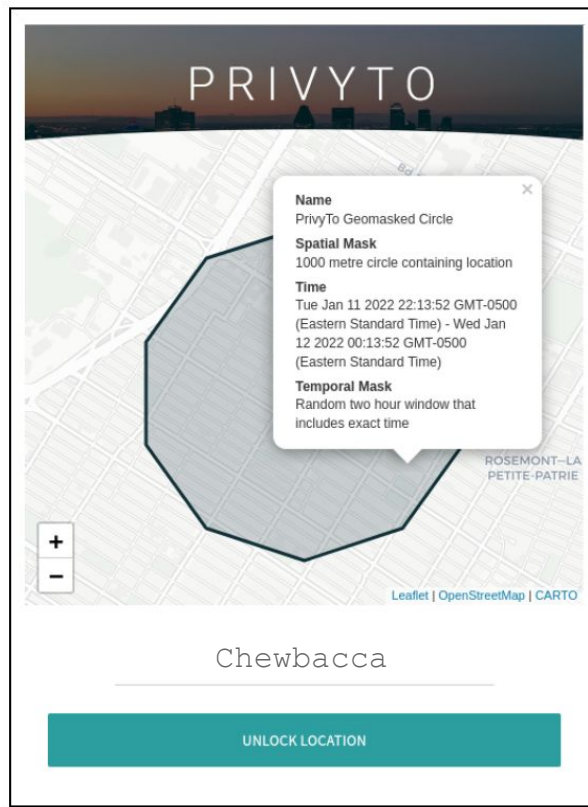 PRIVYTO
×
Name
PrivyTo Geomasked Circle
Spatial Mask
1000 metre circle containing location
Time
Tue Jan 11 2022 22:13:52 GMT-0500
(Eastern Standard Time) - Wed Jan
12 2022 00:13:52 GMT-0500
(Eastern Standard Time)
Temporal Mask
Random two hour window that
includes exact time
ROSEMONT—LA
PETITE-PATRIE
+
−
Leaflet | OpenStreetMap | CARTO
Chewbacca
UNLOCK LOCATION